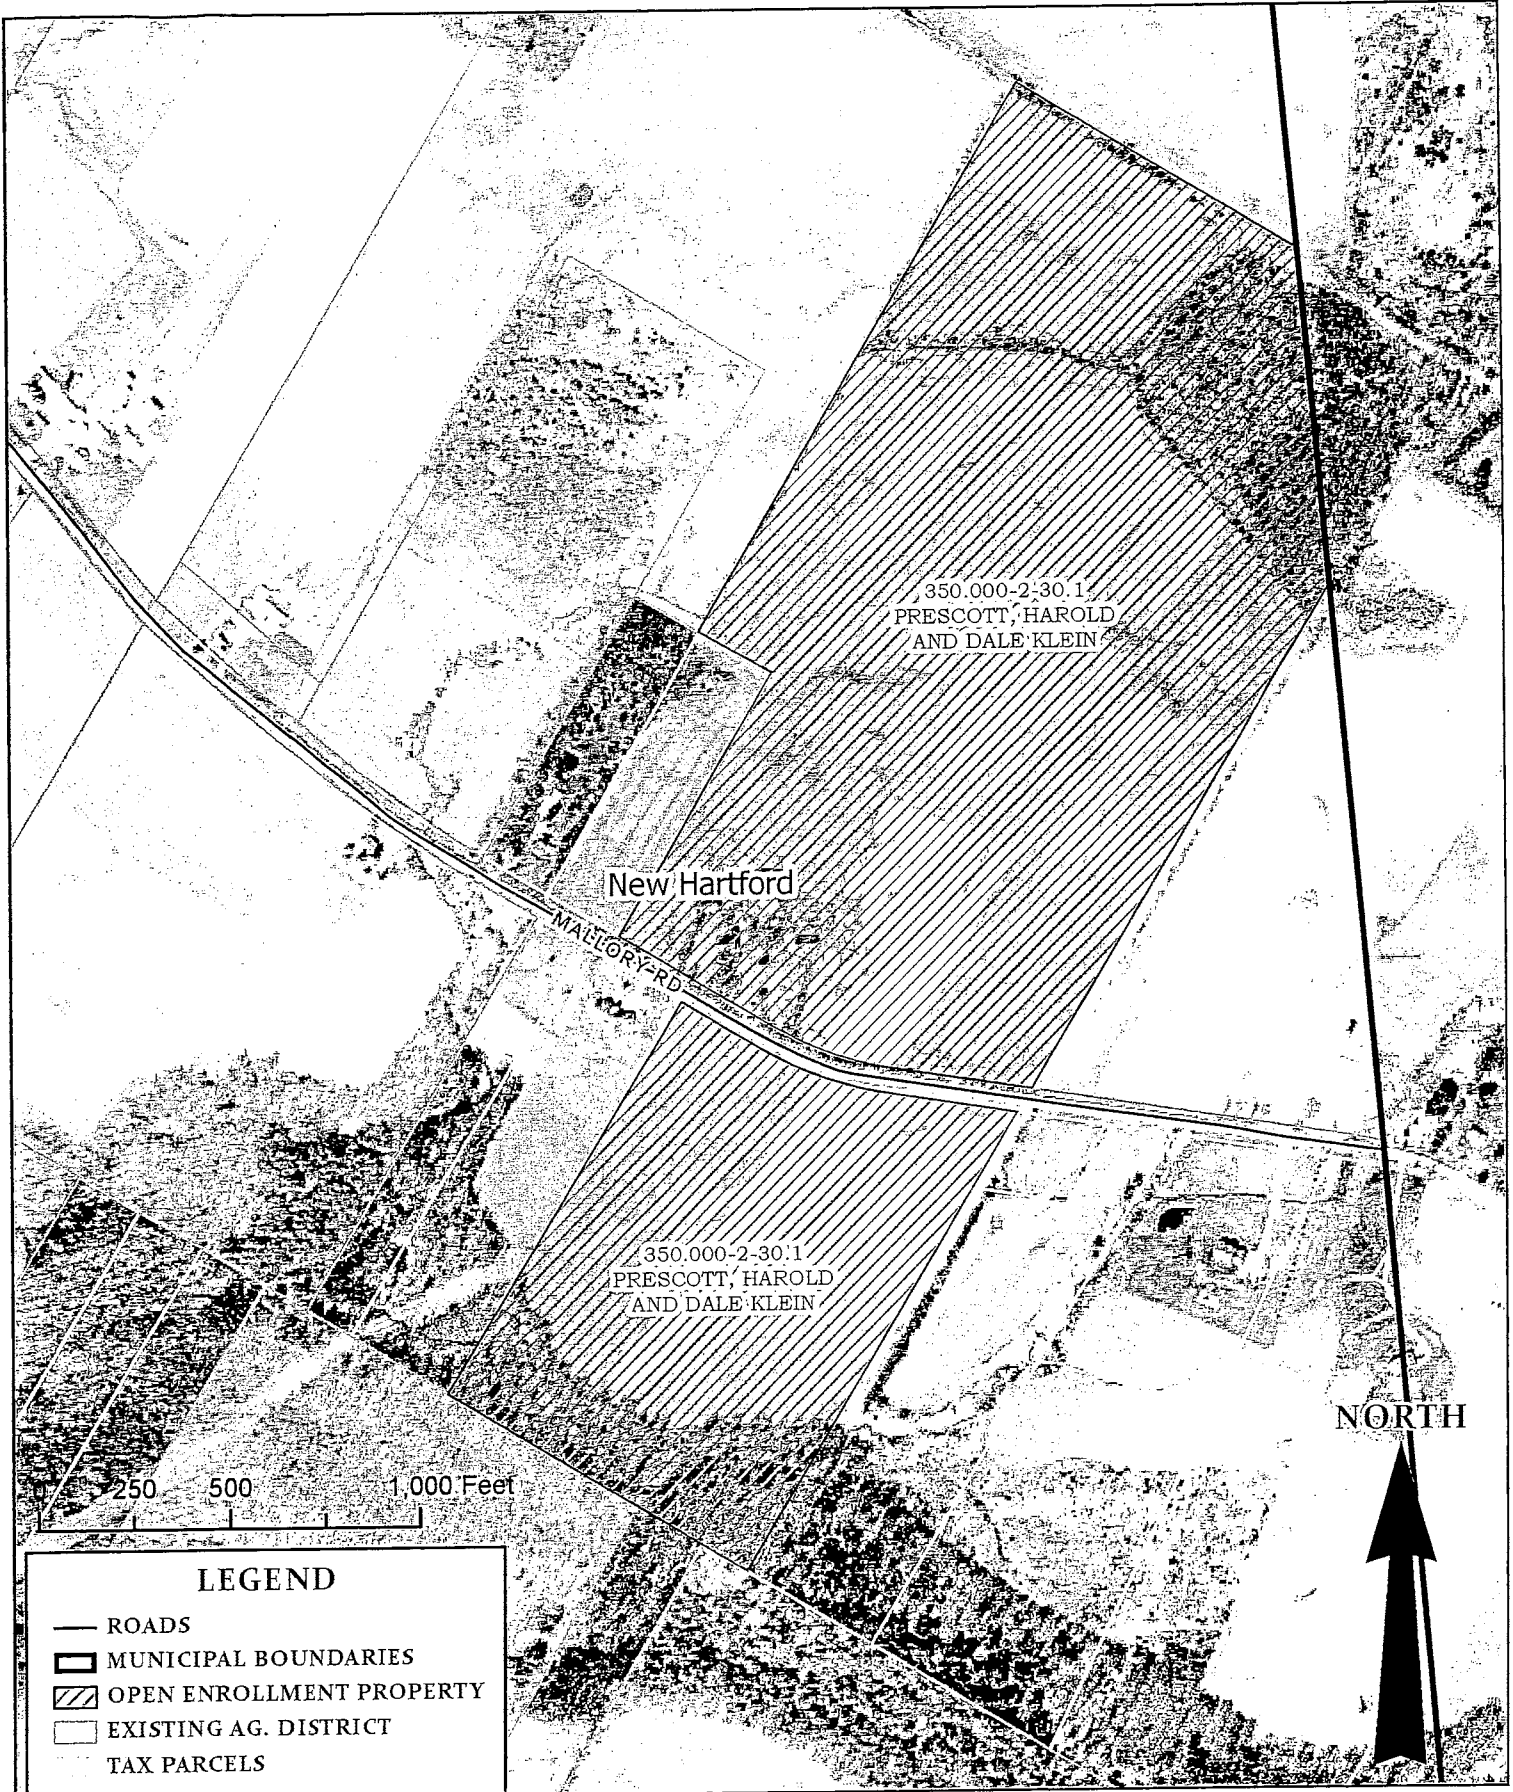 350.000-2-30.1
PRESCOTT, HAROLD
AND DALE KLEIN
New Hartford
MALLORY RD
350.000-2-30.1
PRESCOTT, HAROLD
AND DALE KLEIN
NORTH
0 250 500 1,000 Feet
LEGEND
ROADS
MUNICIPAL BOUNDARIES
OPEN ENROLLMENT PROPERTY
EXISTING AG. DISTRICT
TAX PARCELS